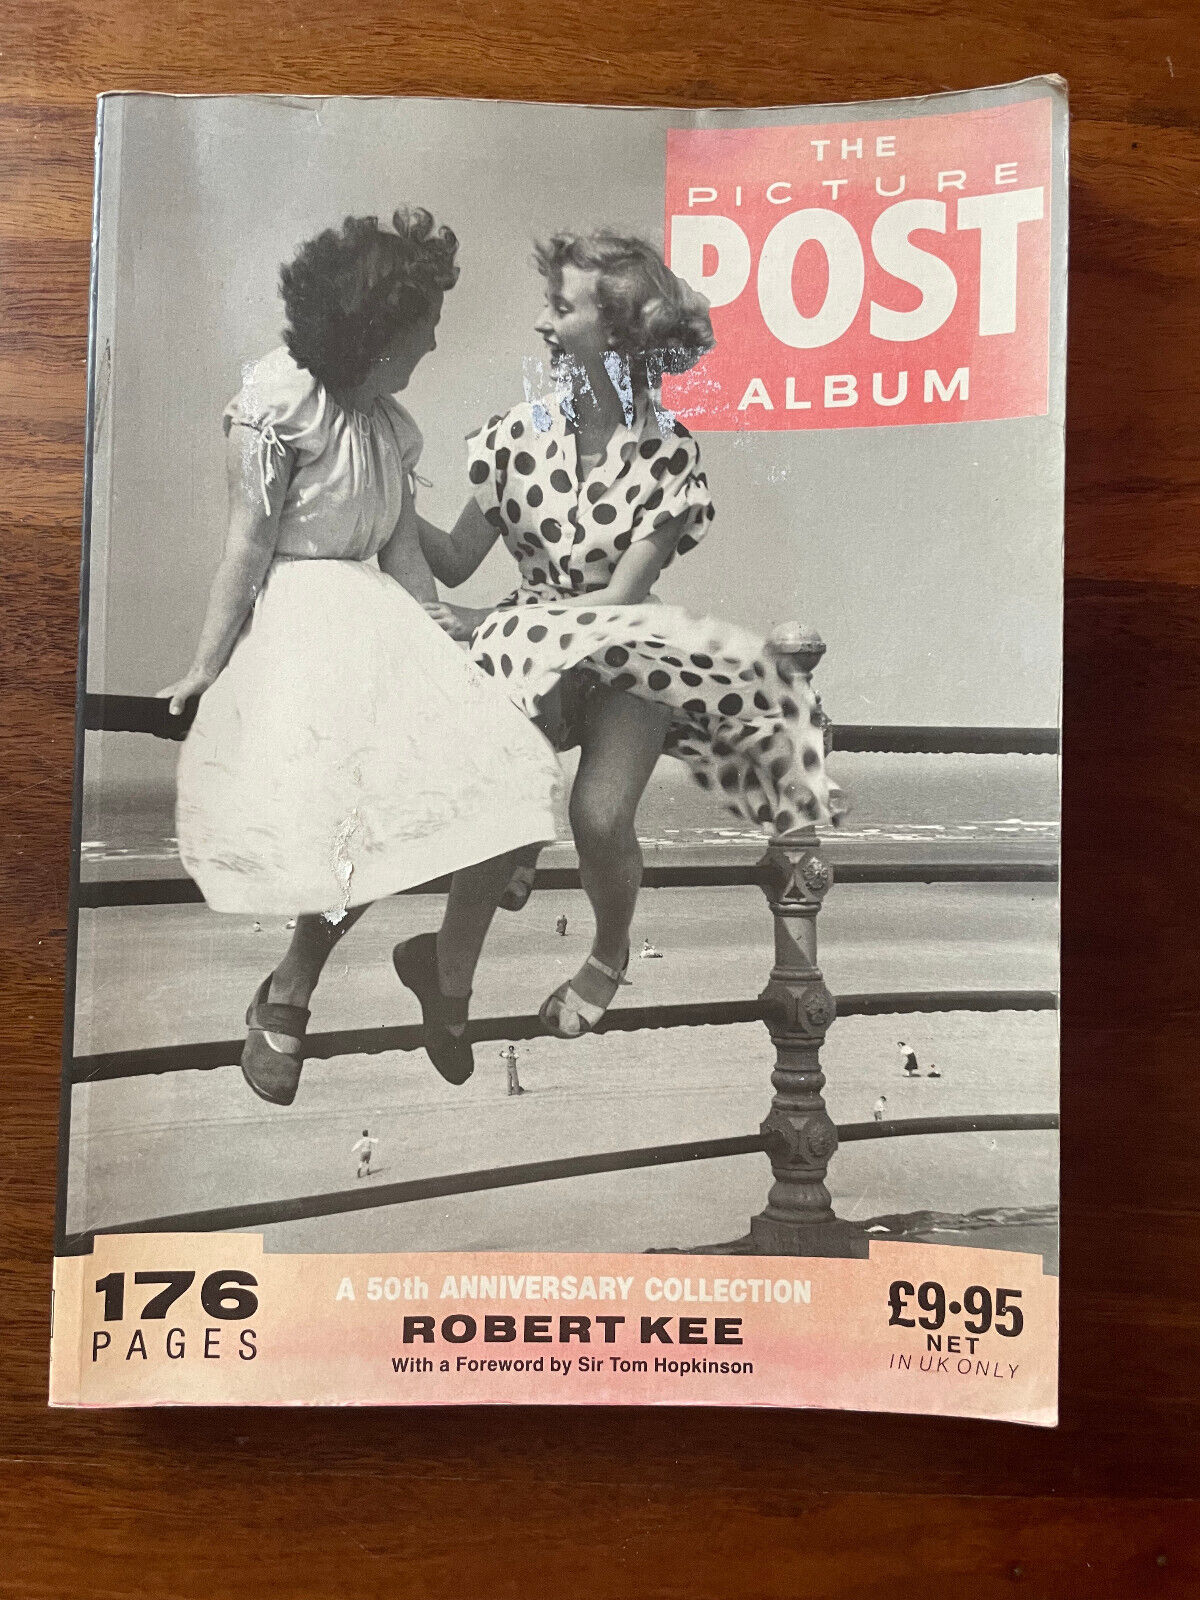 THE
PICTURE
POST
ALBUM
176
PAGES
A 50th ANNIVERSARY COLLECTION
ROBERT KEE
With a Foreword by Sir Tom Hopkinson
£9·95
NET
IN UK ONLY